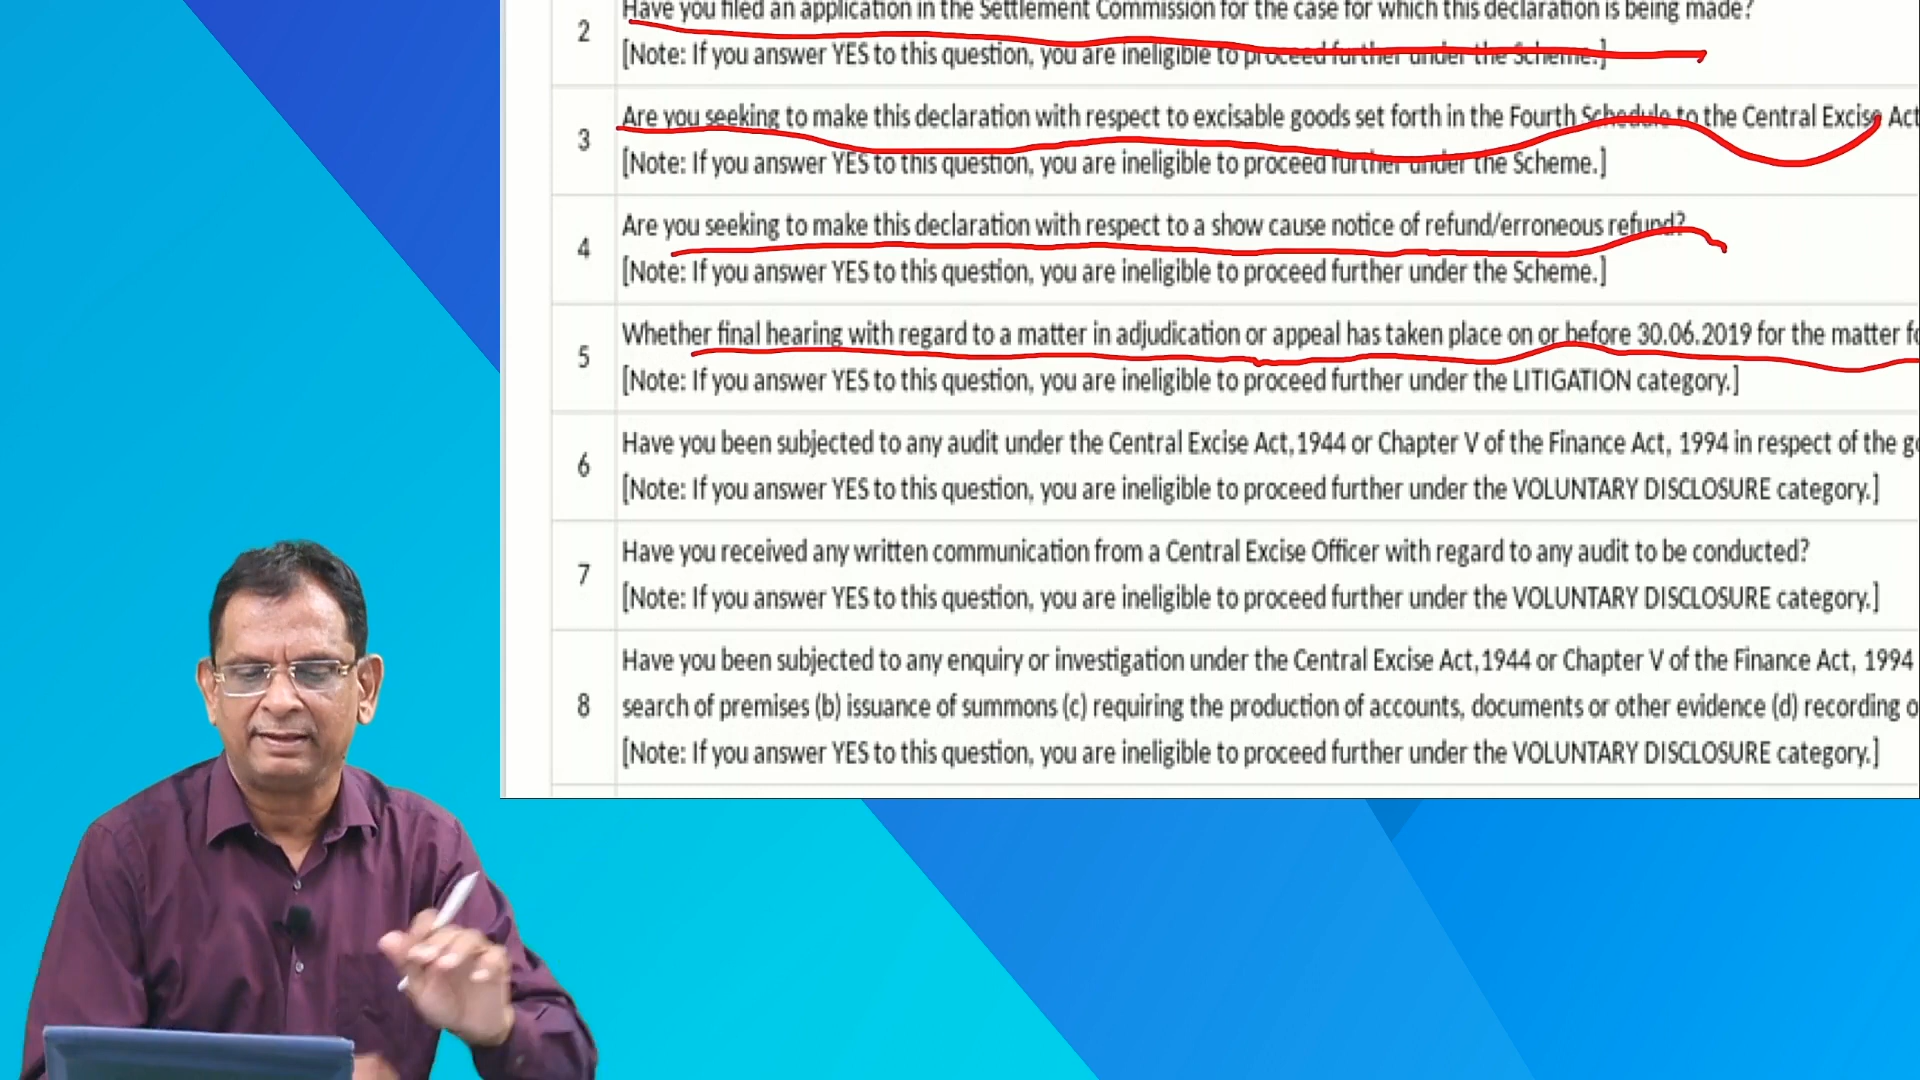 2
Have you filed an application in the Settlement Commission for the case for which this declaration is being made?
[Note: If you answer YES to this question, you are ineligible to proceed further under the Scheme.]
3
Are you seeking to make this declaration with respect to excisable goods set forth in the Fourth Schedule to the Central Excise Act
[Note: If you answer YES to this question, you are ineligible to proceed further under the Scheme.]
4
Are you seeking to make this declaration with respect to a show cause notice of refund/erroneous refund?
[Note: If you answer YES to this question, you are ineligible to proceed further under the Scheme.]
5
Whether final hearing with regard to a matter in adjudication or appeal has taken place on or before 30.06.2019 for the matter
[Note: If you answer YES to this question, you are ineligible to proceed further under the LITIGATION category.]
6
Have you been subjected to any audit under the Central Excise Act,1944 or Chapter V of the Finance Act, 1994 in respect of the
[Note: If you answer YES to this question, you are ineligible to proceed further under the VOLUNTARY DISCLOSURE category.]
7
Have you received any written communication from a Central Excise Officer with regard to any audit to be conducted?
[Note: If you answer YES to this question, you are ineligible to proceed further under the VOLUNTARY DISCLOSURE category.]
8
Have you been subjected to any enquiry or investigation under the Central Excise Act,1944 or Chapter V of the Finance Act, 1994
search of premises (b) issuance of summons (c) requiring the production of accounts, documents or other evidence (d) recording
[Note: If you answer YES to this question, you are ineligible to proceed further under the VOLUNTARY DISCLOSURE category.]